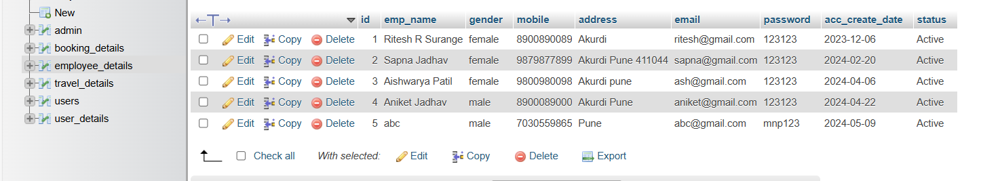 New
admin
booking_details
employee_details
travel_details
users
user_details
id emp_name gender mobile address email password acc_create_date status
Edit Copy Delete 1 Ritesh R Surange female 8900890089 Akurdi ritesh@gmail.com 123123 2023-12-06 Active
Edit Copy Delete 2 Sapna Jadhav female 9879877899 Akurdi Pune 411044 sapna@gmail.com 123123 2024-02-20 Active
Edit Copy Delete 3 Aishwarya Patil female 9800980098 Akurdi pune ash@gmail.com 123123 2024-04-06 Active
Edit Copy Delete 4 Aniket Jadhav male 8900089000 Akurdi Pune aniket@gmail.com 123123 2024-04-22 Active
Edit Copy Delete 5 abc male 7030559865 Pune abc@gmail.com mnp123 2024-05-09 Active
Check all With selected: Edit Copy Delete Export